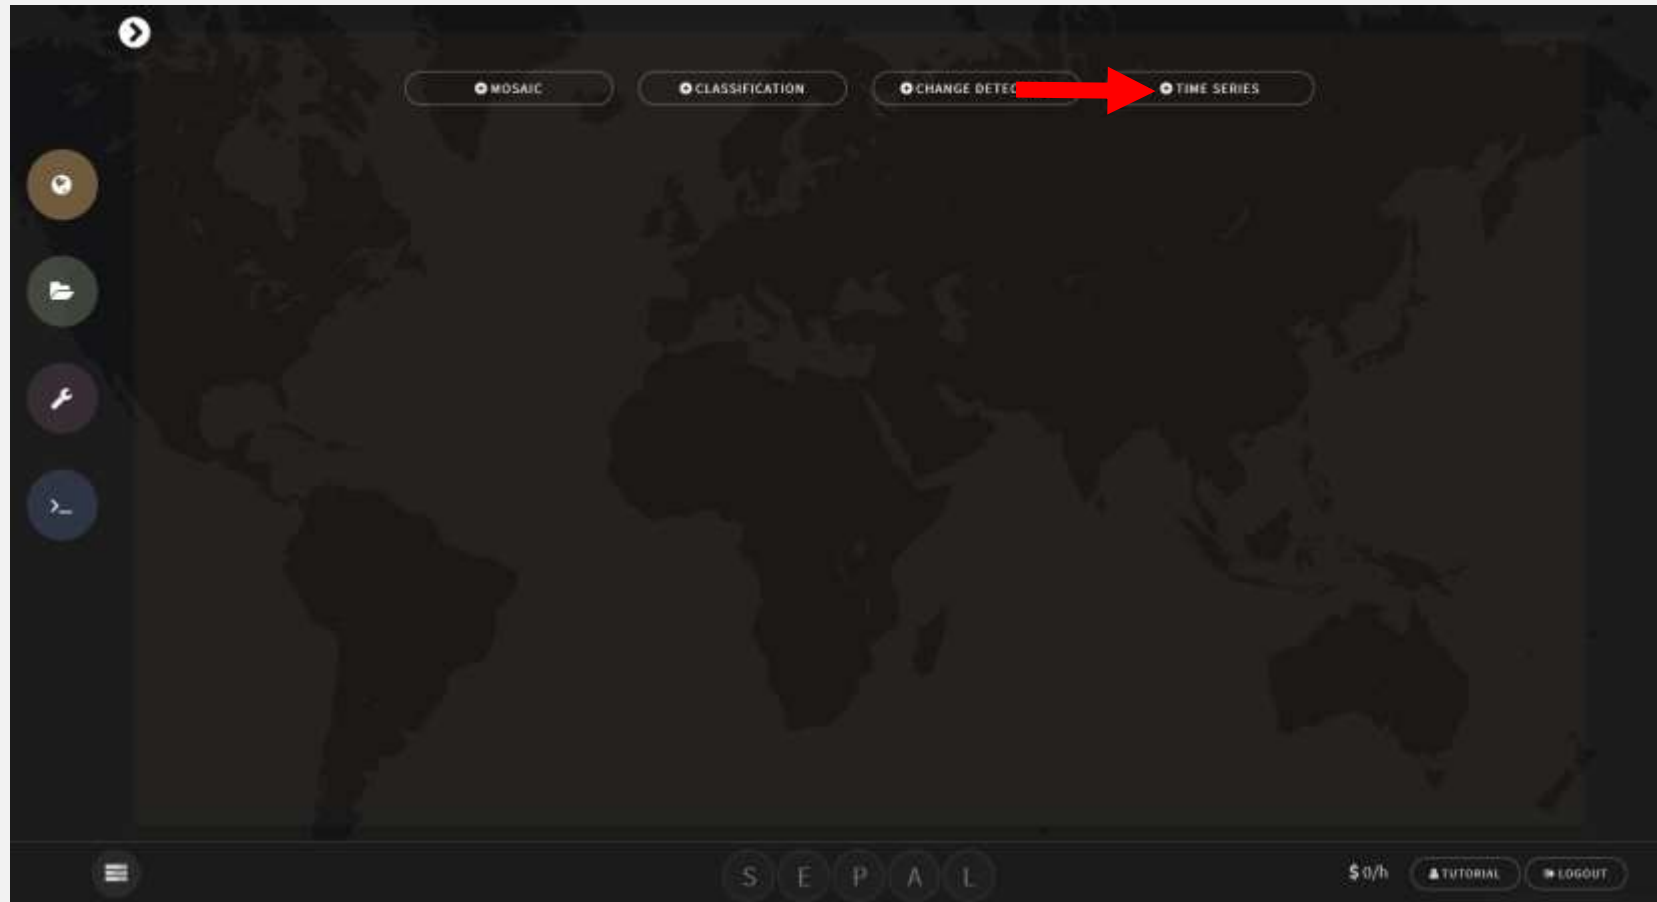 MOSAIC
CLASSIFICATION
CHANGE DETEC
TIME SERIES
>_
S E P A L
$ 0/h
TUTORIAL
LOGOUT